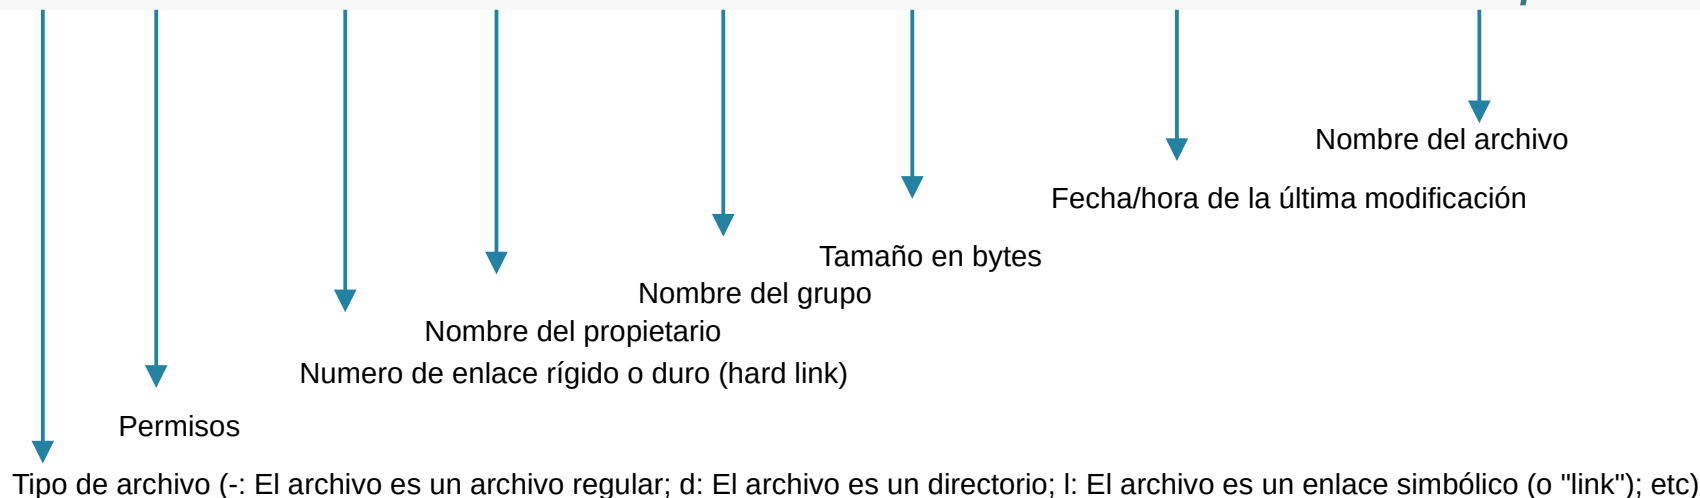 Nombre del archivo
Fecha/hora de la última modificación
Tamaño en bytes
Nombre del grupo
Nombre del propietario
Numero de enlace rígido o duro (hard link)
Permisos
Tipo de archivo (-: El archivo es un archivo regular; d: El archivo es un directorio; l: El archivo es un enlace simbólico (o "link"); etc)